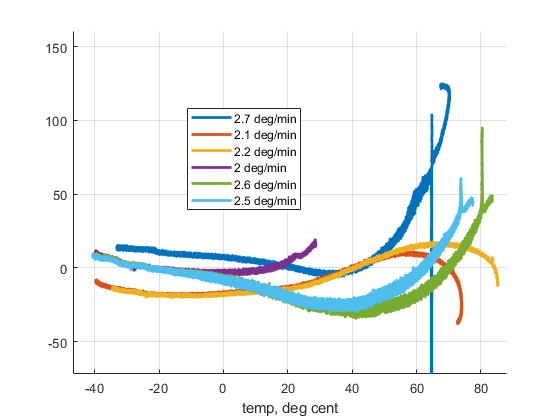 150
100
50
0
-50
2.7 deg/min
2.1 deg/min
2.2 deg/min
2 deg/min
2.6 deg/min
2.5 deg/min
-40 -20 0 20 40 60 80
temp, deg cent